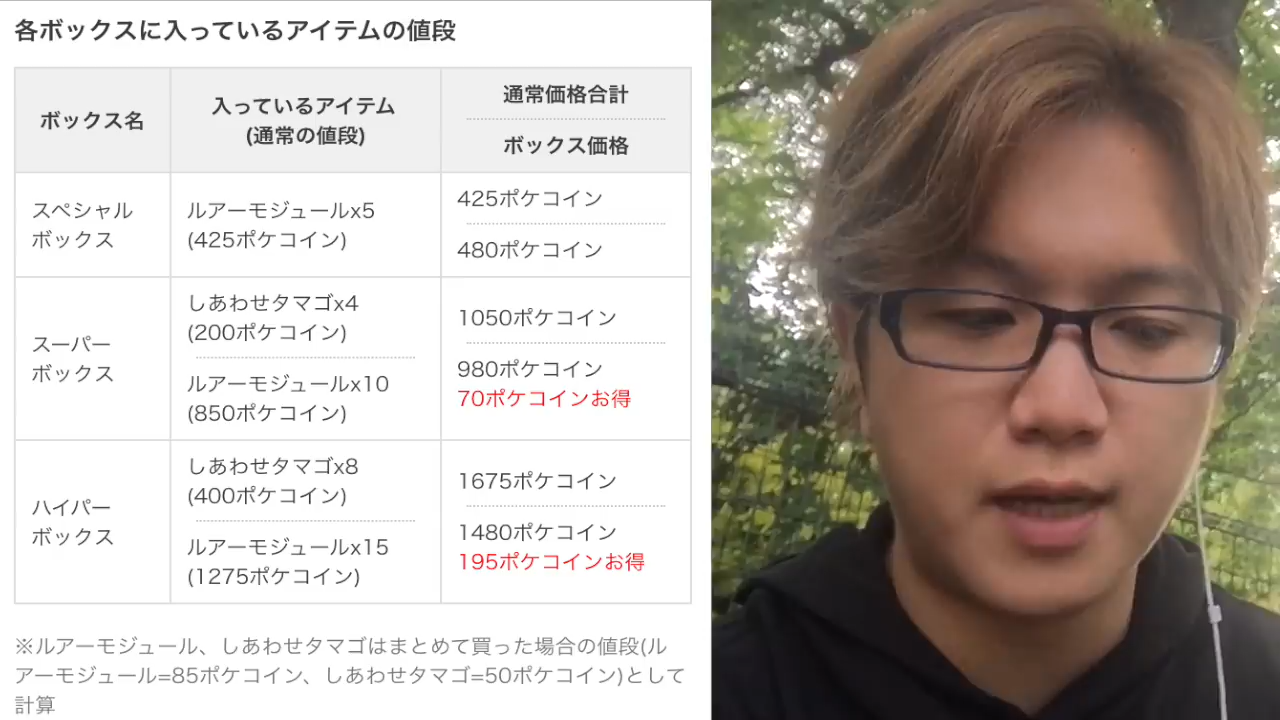 各ボックスに入っているアイテムの値段
ボックス名
入っているアイテム
(通常の値段)
通常価格合計
ボックス価格
スペシャル
ボックス
ルアーモジュールx5
(425ポケコイン)
425ポケコイン
480ポケコイン
スーパー
ボックス
しあわせタマゴx4
(200ポケコイン)
ルアーモジュールx10
(850ポケコイン)
1050ポケコイン
980ポケコイン
70ポケコインお得
ハイパー
ボックス
しあわせタマゴx8
(400ポケコイン)
ルアーモジュールx15
(1275ポケコイン)
1675ポケコイン
1480ポケコイン
195ポケコインお得
※ルアーモジュール、しあわせタマゴはまとめて買った場合の値段(ル
アーモジュール=85ポケコイン、しあわせタマゴ=50ポケコイン)として
計算